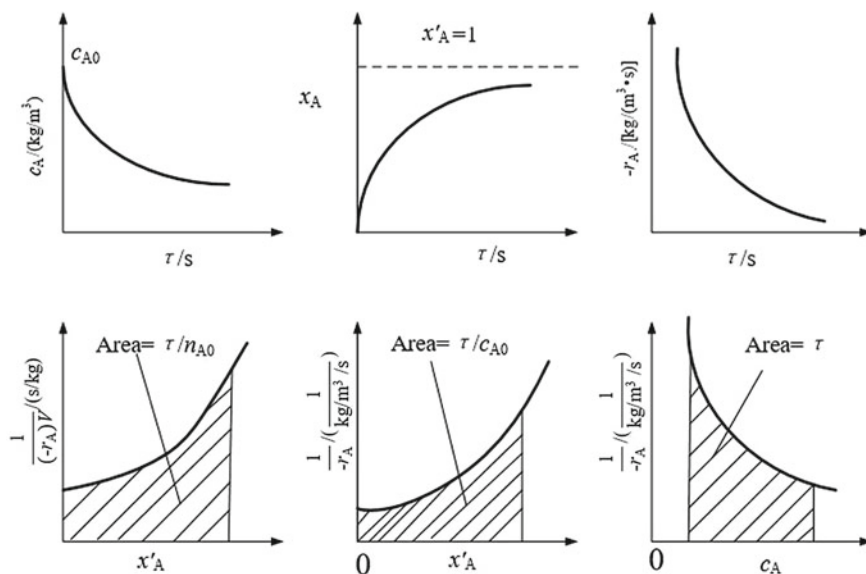 c_A/(kg/m³)
c_A0
τ/s
x_A
x'_A=1
τ/s
-r_A/[kg/(m³•s)]
τ/s
1/(-r_A)V /(s/kg)
Area= τ/n_A0
x'_A
1/-r_A /(1/kg/m³/s)
Area= τ/c_A0
0
x'_A
1/-r_A /(1/kg/m³/s)
Area= τ
0
c_A